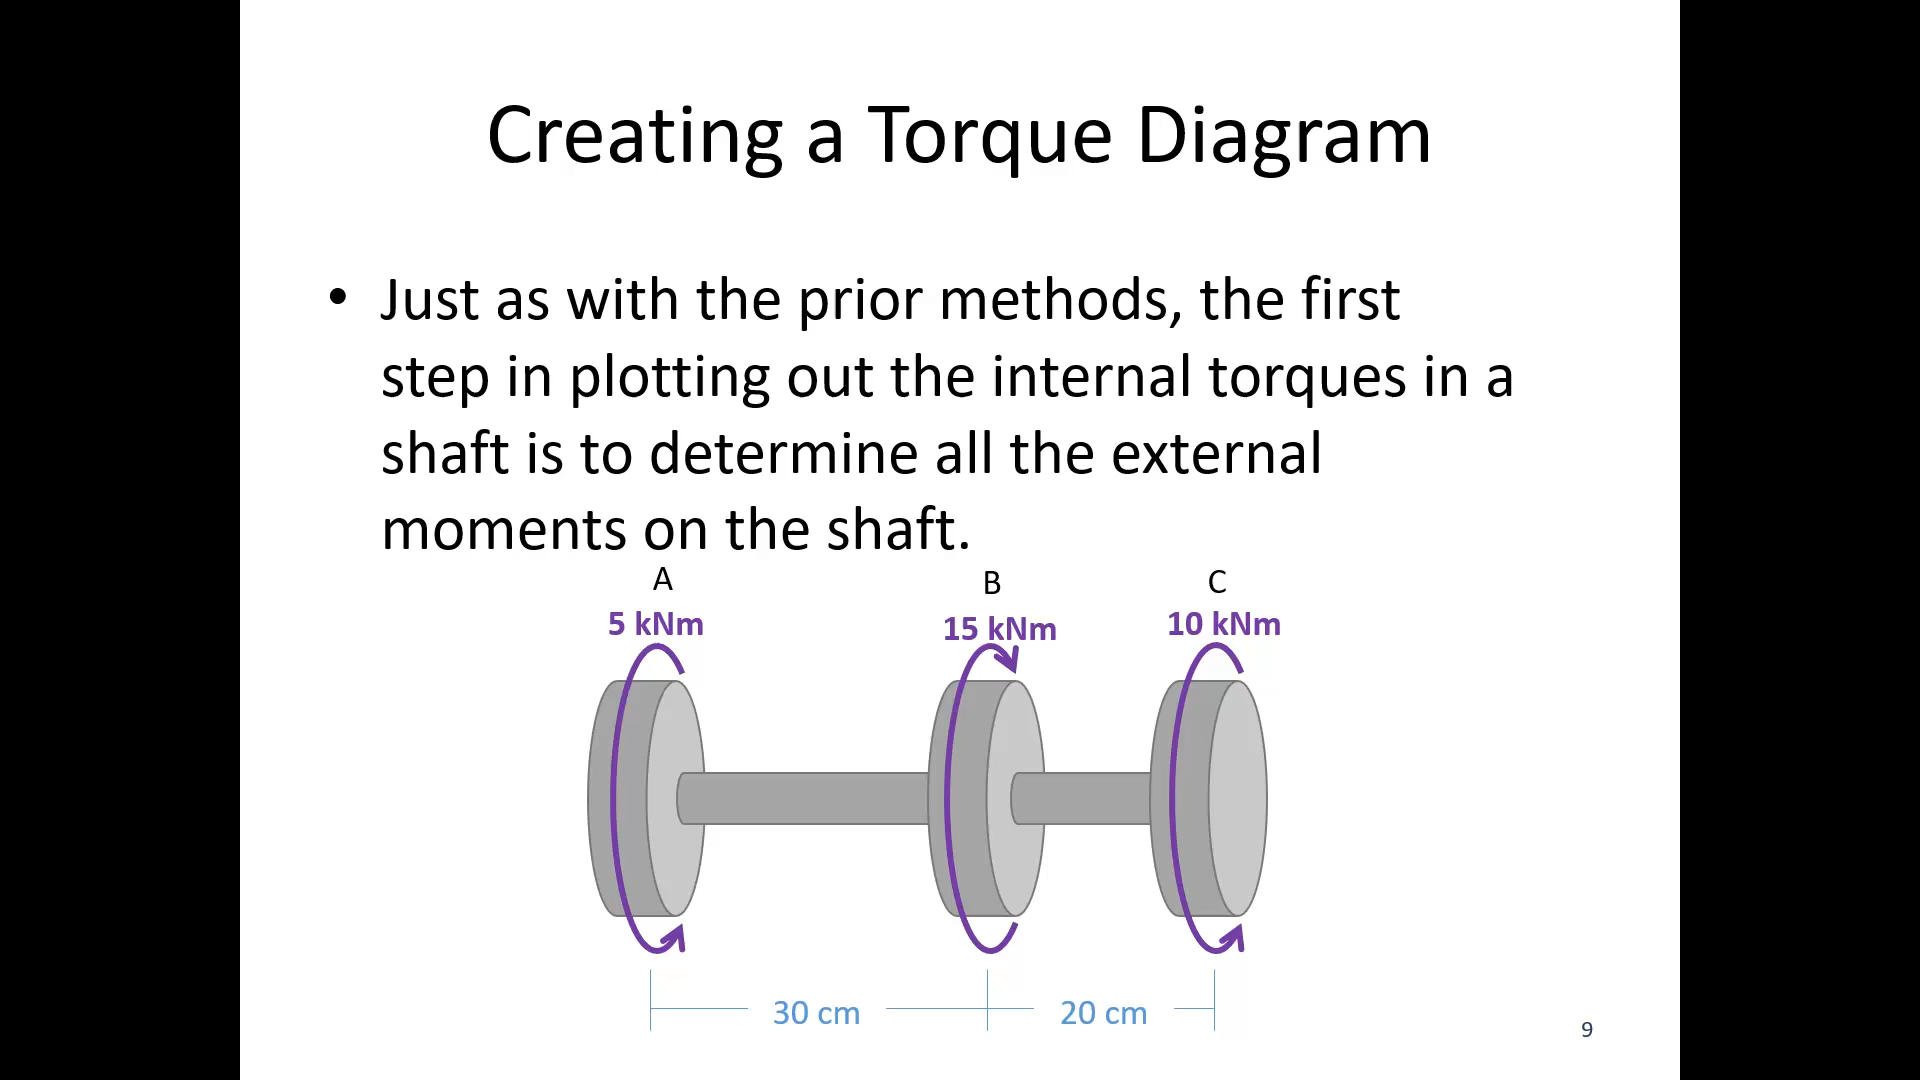 Creating a Torque Diagram
• Just as with the prior methods, the first
step in plotting out the internal torques in a
shaft is to determine all the external
moments on the shaft.
A B C
5 kNm 15 kNm 10 kNm
30 cm 20 cm
9